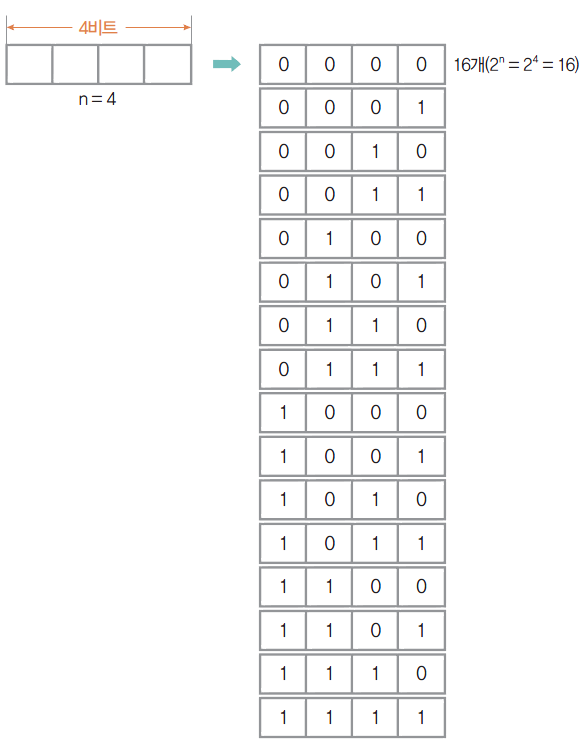 4비트
n = 4
0 0 0 0 16개(2ⁿ = 2⁴ = 16)
0 0 0 1
0 0 1 0
0 0 1 1
0 1 0 0
0 1 0 1
0 1 1 0
0 1 1 1
1 0 0 0
1 0 0 1
1 0 1 0
1 0 1 1
1 1 0 0
1 1 0 1
1 1 1 0
1 1 1 1